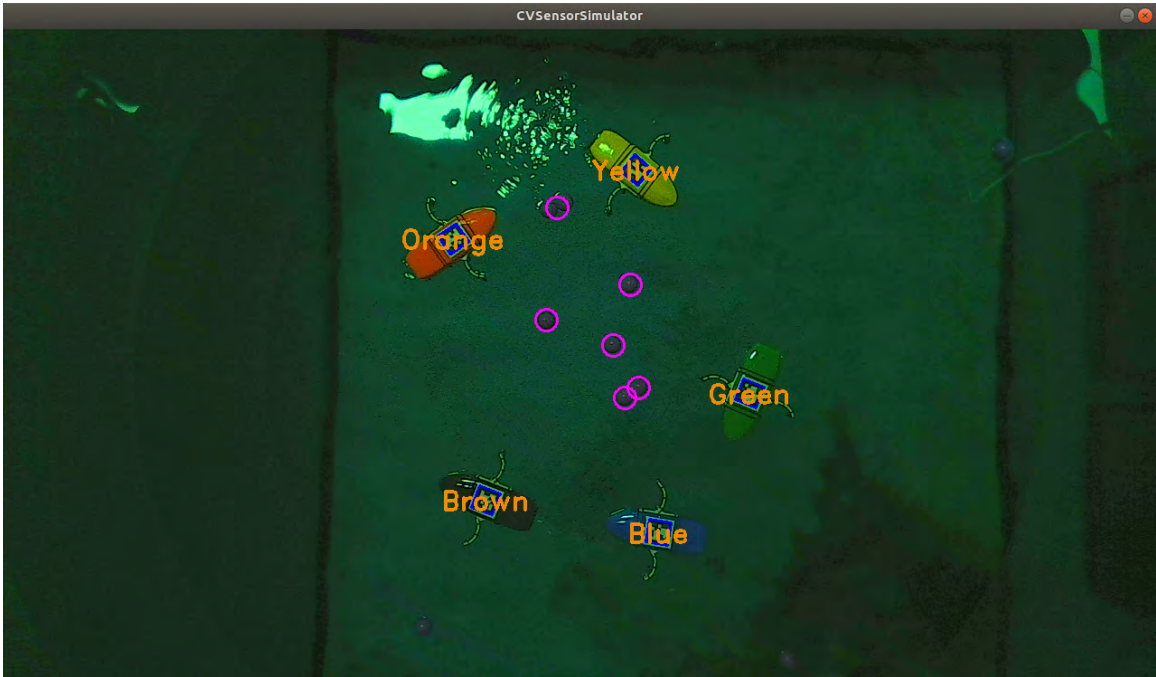 CVSensorSimulator
Yellow
Orange
Green
Brown
Blue